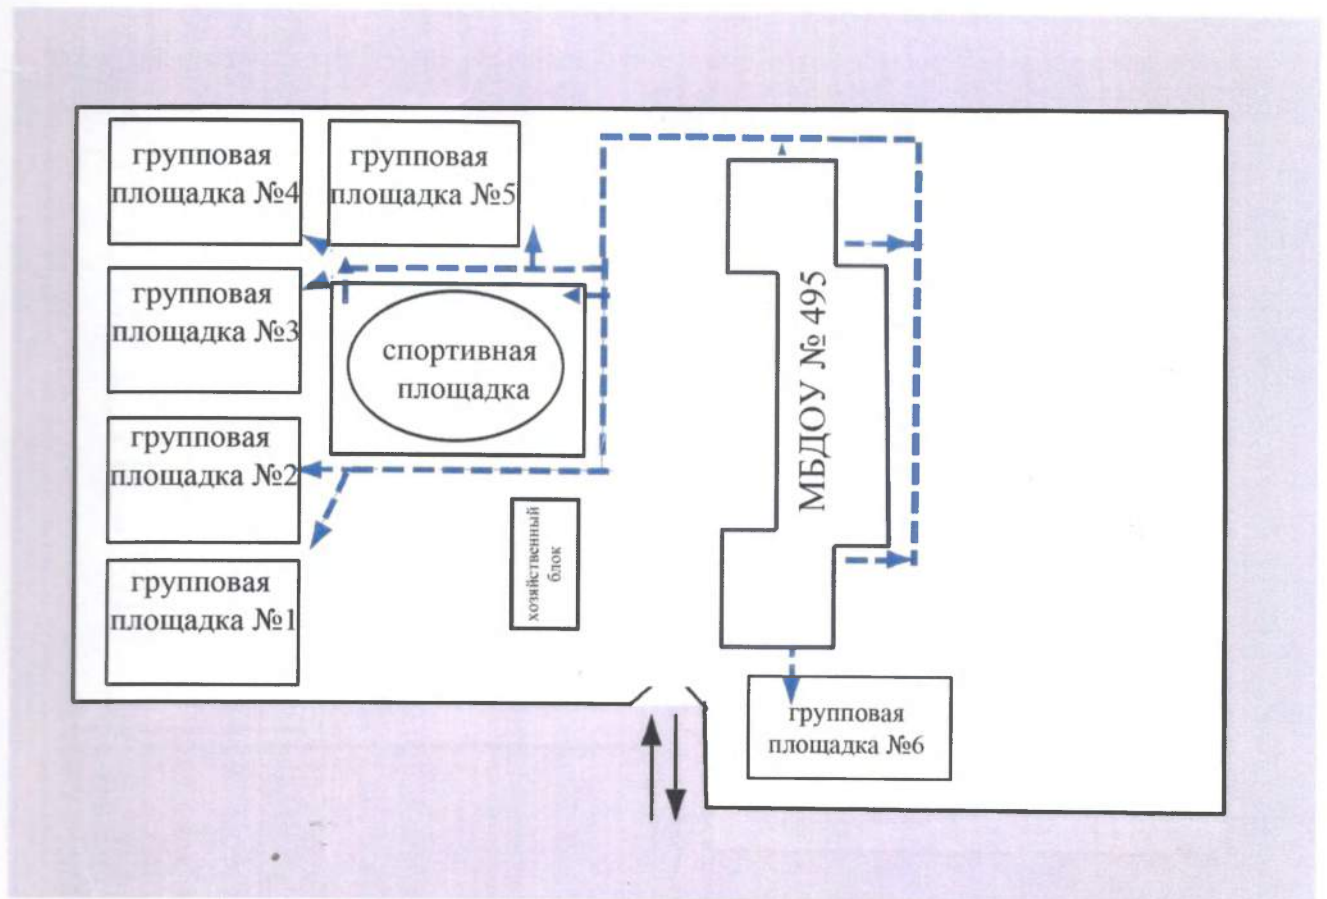 групповая
площадка №4
групповая
площадка №5
групповая
площадка №3
спортивная
площадка
МБДОУ № 495
групповая
площадка №2
хозяйственный
блок
групповая
площадка №1
групповая
площадка №6